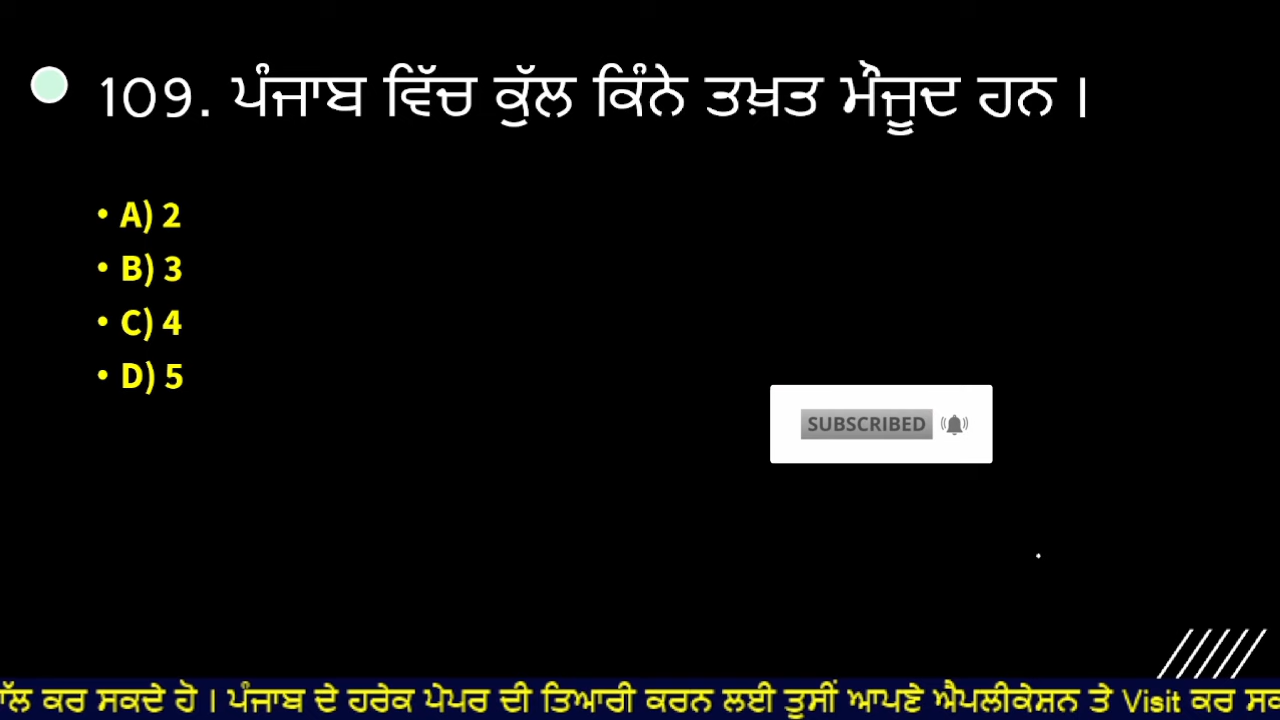 109. ਪੰਜਾਬ ਵਿੱਚ ਕੁੱਲ ਕਿੰਨੇ ਤਖ਼ਤ ਮੌਜੂਦ ਹਨ ।
• A) 2
• B) 3
• C) 4
• D) 5
SUBSCRIBED
ਕਰ ਸਕਦੇ ਹੋ । ਪੰਜਾਬ ਦੇ ਹਰੇਕ ਪੇਪਰ ਦੀ ਤਿਆਰੀ ਕਰਨ ਲਈ ਤੁਸੀਂ ਆਪਣੇ ਐਪਲੀਕੇਸ਼ਨ ਤੇ Visit ਕਰ